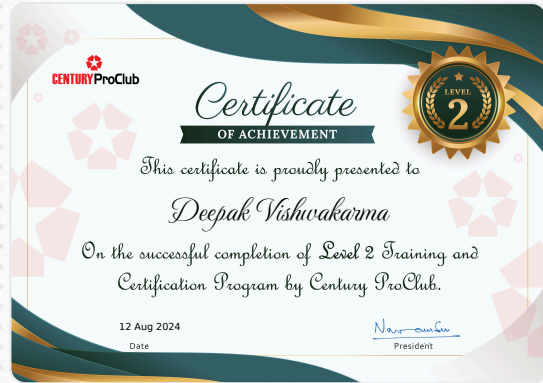 CENTURY ProClub
Certificate
OF ACHIEVEMENT
LEVEL
2
This certificate is proudly presented to
Deepak Vishwakarma
On the successful completion of Level 2 Training and
Certification Program by Century ProClub.
12 Aug 2024
Date
President